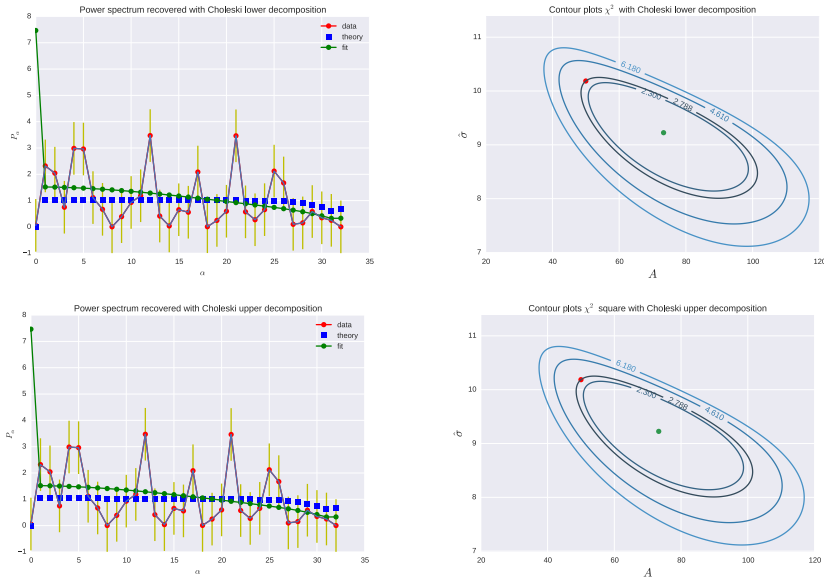 Power spectrum recovered with Choleski lower decomposition
8
7
6
5
4
3
2
1
0
−1
P_α
data
theory
fit
0 5 10 15 20 25 30 35
α
Contour plots χ² with Choleski lower decomposition
11
10
9
8
7
σ̂
6.180
4.610
2.788
2.300
20 40 60 80 100 120
A
Power spectrum recovered with Choleski upper decomposition
8
7
6
5
4
3
2
1
0
−1
P_α
data
theory
fit
0 5 10 15 20 25 30 35
α
Contour plots χ² square with Choleski upper decomposition
11
10
9
8
7
σ̂
6.180
4.610
2.788
2.300
20 40 60 80 100 120
A